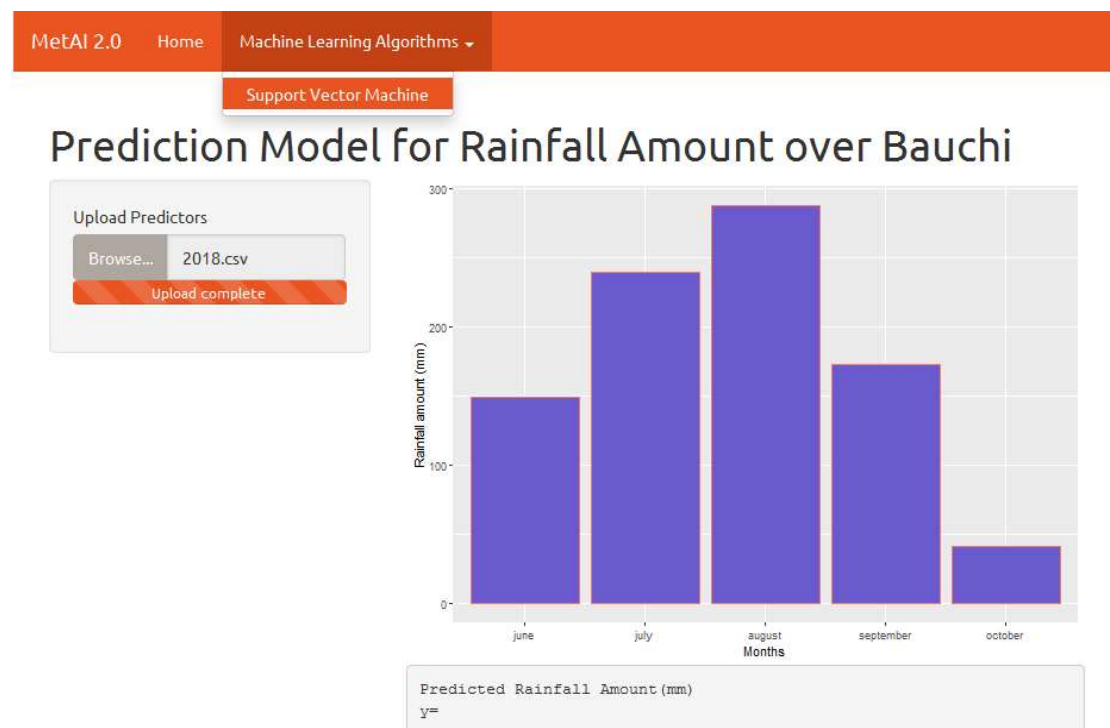 MetAI 2.0 Home Machine Learning Algorithms
Support Vector Machine
Prediction Model for Rainfall Amount over Bauchi
Upload Predictors
Browse... 2018.csv
Upload complete
300
200
100
0
Rainfall amount (mm)
june july august september october
Months
Predicted Rainfall Amount(mm)
y=